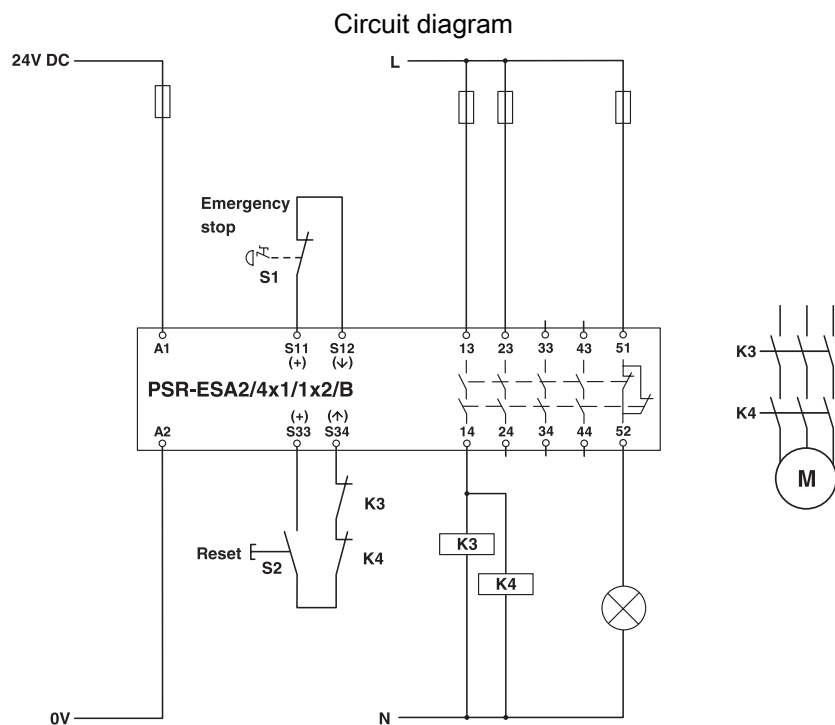 Circuit diagram
24V DC
L
Emergency
stop
S1
A1
S11
S12
13
23
33
43
51
(+)
(↓)
PSR-ESA2/4x1/1x2/B
(+)
(↑)
A2
S33
S34
14
24
34
44
52
K3
K4
M
K3
Reset
S2
K4
K3
K4
0V
N